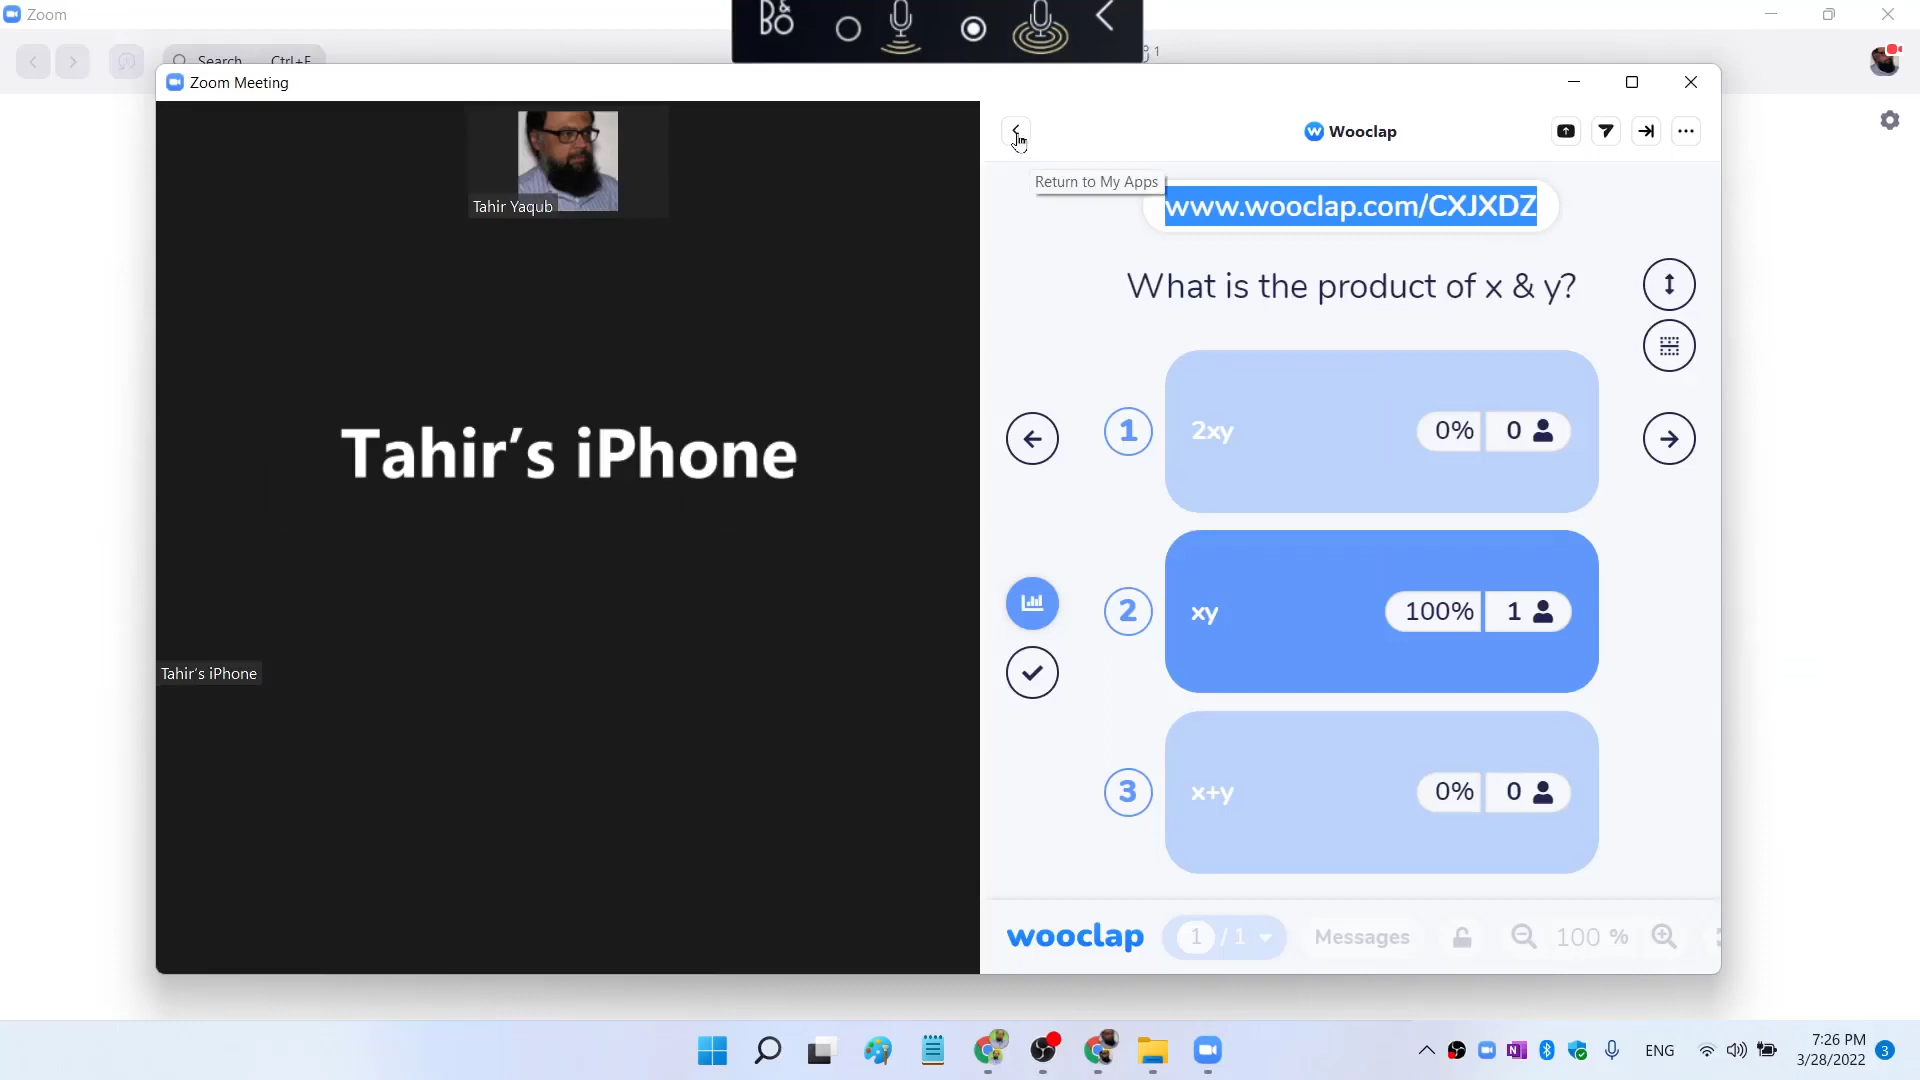 Zoom
B&O
Search Ctrl+F
1
Zoom Meeting
Tahir Yaqub
Wooclap
Return to My Apps
www.wooclap.com/CXJXDZ
What is the product of x & y?
1 2xy 0% 0
Tahir's iPhone
2 xy 100% 1
Tahir's iPhone
3 x+y 0% 0
wooclap 1 / 1 Messages 100 %
ENG
7:26 PM
3/28/2022
3